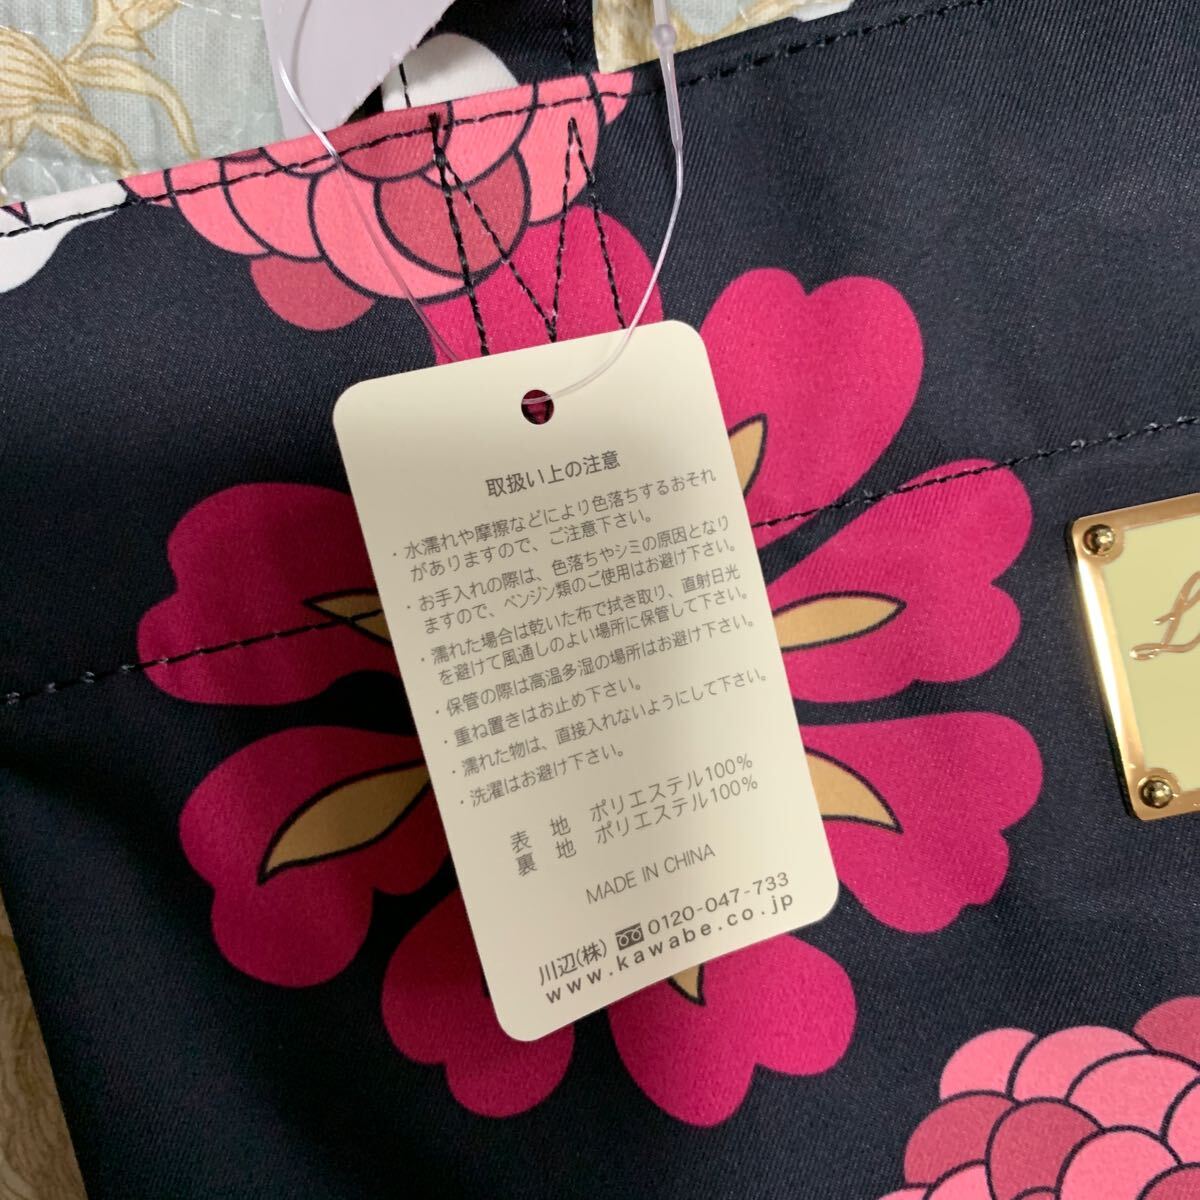 取扱い上の注意
・水濡れや摩擦などにより色落ちするおそれ
がありますので、ご注意下さい。
・お手入れの際は、色落ちやシミの原因となり
ますので、ベンジン類のご使用はお避け下さい。
・濡れた場合は乾いた布で拭き取り、直射日光
を避けて風通しのよい場所に保管して下さい。
・保管の際は高温多湿の場所はお避け下さい。
・重ね置きはお止め下さい。
・濡れた物は、直接入れないようにして下さい。
・洗濯はお避け下さい。
表 地 ポリエステル100%
裏 地 ポリエステル100%
MADE IN CHINA
川辺(株) 0120-047-733
www.kawabe.co.jp